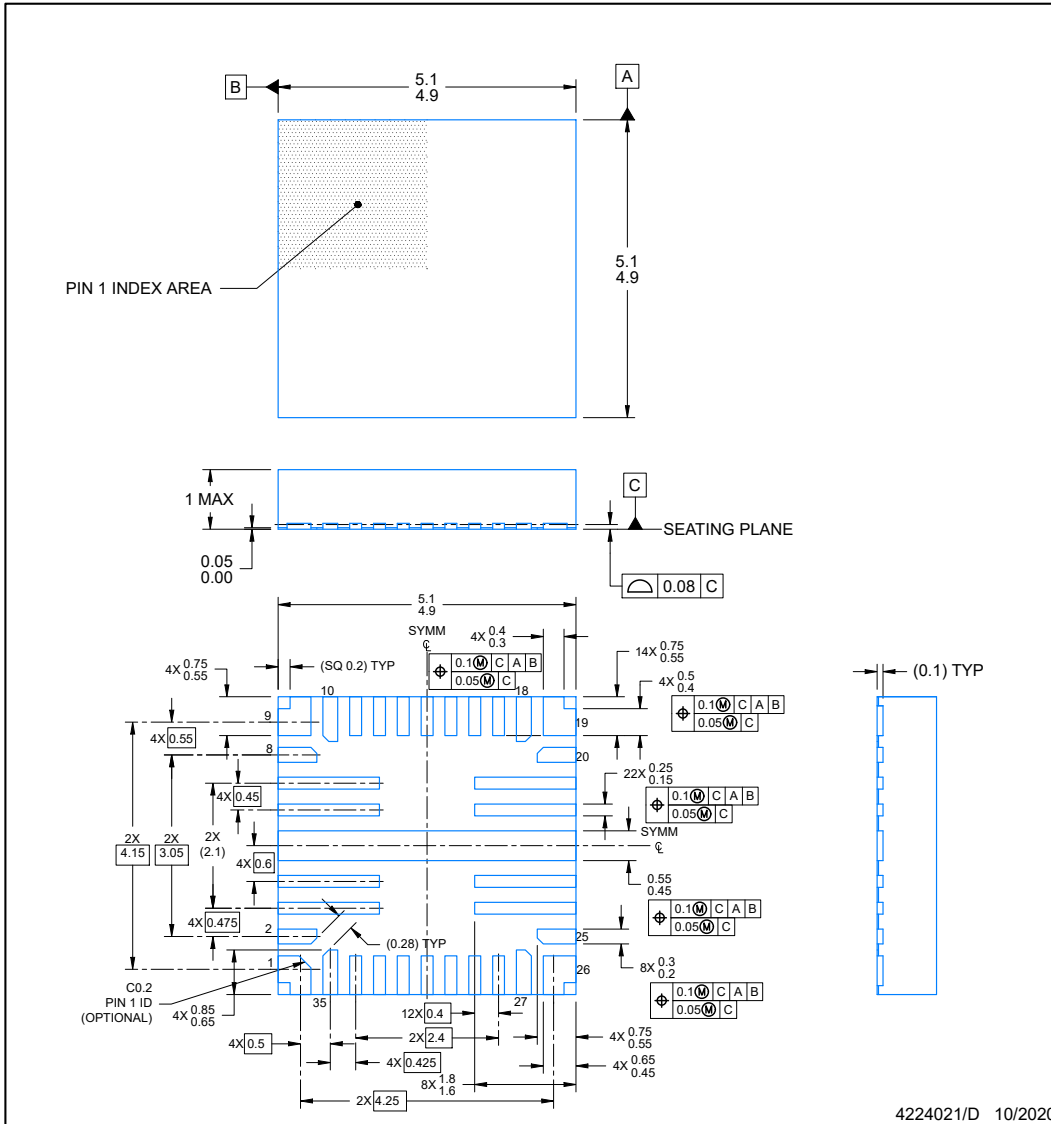 B
5.1
4.9
A
5.1
4.9
PIN 1 INDEX AREA
1 MAX
C
SEATING PLANE
0.05
0.00
0.08 C
5.1
4.9
SYMM
℄
4X 0.4
0.3
4X 0.75
0.55
(SQ 0.2) TYP
0.1 Ⓜ C A B
0.05 Ⓜ C
14X 0.75
0.55
4X 0.5
0.4
(0.1) TYP
10
18
0.1 Ⓜ C A B
0.05 Ⓜ C
9
19
4X 0.55
8
20
22X 0.25
0.15
4X 0.45
0.1 Ⓜ C A B
0.05 Ⓜ C
SYMM
℄
2X
4.15
2X
3.05
2X
(2.1)
4X 0.6
0.55
0.45
0.1 Ⓜ C A B
0.05 Ⓜ C
4X 0.475
2
25
(0.28) TYP
8X 0.3
0.2
1
26
C0.2
PIN 1 ID
(OPTIONAL)
0.1 Ⓜ C A B
0.05 Ⓜ C
4X 0.85
0.65
35
27
12X 0.4
4X 0.5
2X 2.4
4X 0.75
0.55
4X 0.425
4X 0.65
0.45
8X 1.8
1.6
2X 4.25
4224021/D 10/2020